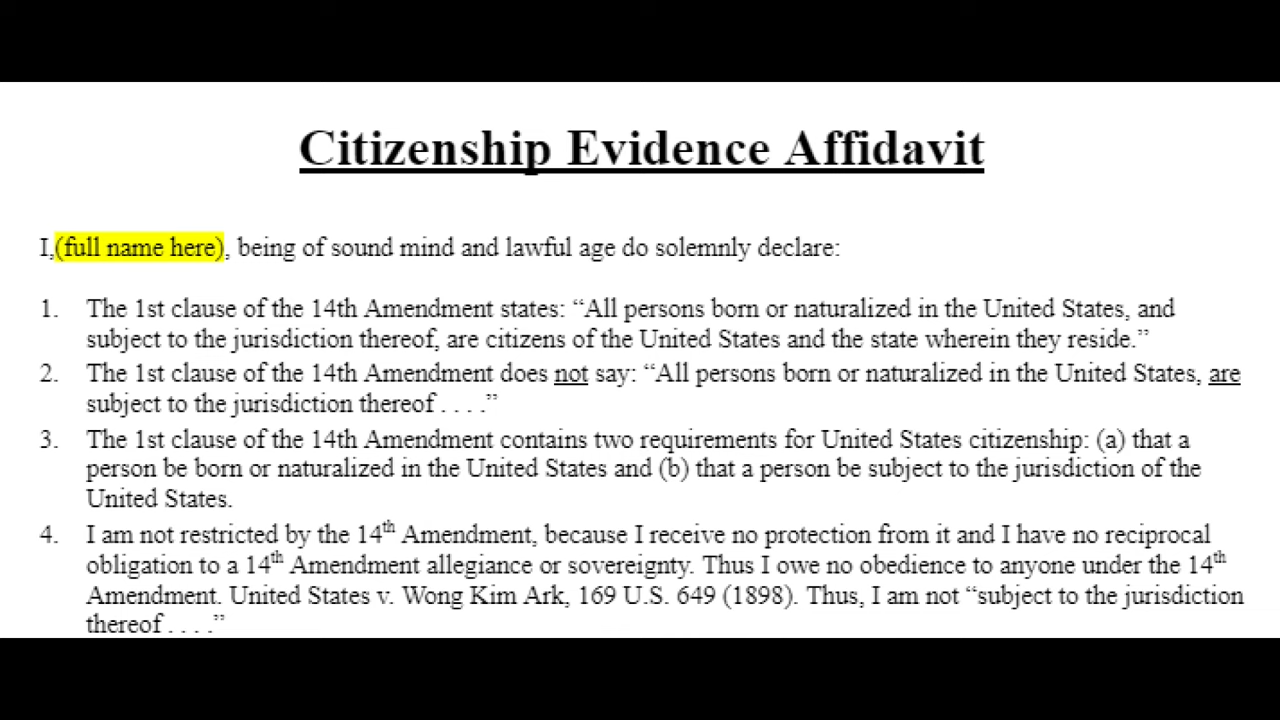 Citizenship Evidence Affidavit
I,(full name here), being of sound mind and lawful age do solemnly declare:
1. The 1st clause of the 14th Amendment states: “All persons born or naturalized in the United States, and
subject to the jurisdiction thereof, are citizens of the United States and the state wherein they reside.”
2. The 1st clause of the 14th Amendment does not say: “All persons born or naturalized in the United States, are
subject to the jurisdiction thereof . . . .”
3. The 1st clause of the 14th Amendment contains two requirements for United States citizenship: (a) that a
person be born or naturalized in the United States and (b) that a person be subject to the jurisdiction of the
United States.
4. I am not restricted by the 14th Amendment, because I receive no protection from it and I have no reciprocal
obligation to a 14th Amendment allegiance or sovereignty. Thus I owe no obedience to anyone under the 14th
Amendment. United States v. Wong Kim Ark, 169 U.S. 649 (1898). Thus, I am not “subject to the jurisdiction
thereof . . . .”